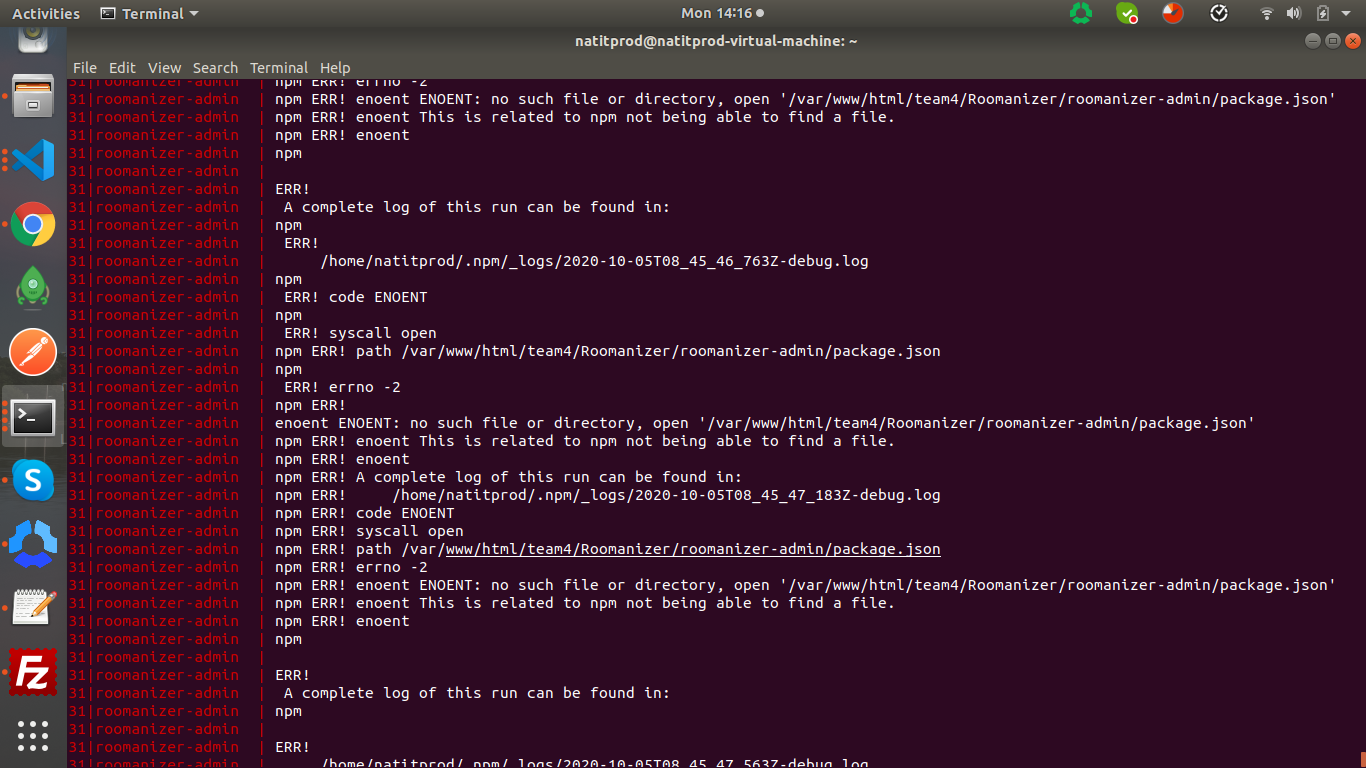 Activities Terminal Mon 14:16
natitprod@natitprod-virtual-machine: ~
File Edit View Search Terminal Help
31|roomanizer-admin | npm ERR! errno -2
31|roomanizer-admin | npm ERR! enoent ENOENT: no such file or directory, open '/var/www/html/team4/Roomanizer/roomanizer-admin/package.json'
31|roomanizer-admin | npm ERR! enoent This is related to npm not being able to find a file.
31|roomanizer-admin | npm ERR! enoent
31|roomanizer-admin | npm
31|roomanizer-admin |
31|roomanizer-admin | ERR!
31|roomanizer-admin | A complete log of this run can be found in:
31|roomanizer-admin | npm
31|roomanizer-admin | ERR!
31|roomanizer-admin | /home/natitprod/.npm/_logs/2020-10-05T08_45_46_763Z-debug.log
31|roomanizer-admin | npm
31|roomanizer-admin | ERR! code ENOENT
31|roomanizer-admin | npm
31|roomanizer-admin | ERR! syscall open
31|roomanizer-admin | npm ERR! path /var/www/html/team4/Roomanizer/roomanizer-admin/package.json
31|roomanizer-admin | npm
31|roomanizer-admin | ERR! errno -2
31|roomanizer-admin | npm ERR!
31|roomanizer-admin | enoent ENOENT: no such file or directory, open '/var/www/html/team4/Roomanizer/roomanizer-admin/package.json'
31|roomanizer-admin | npm ERR! enoent This is related to npm not being able to find a file.
31|roomanizer-admin | npm ERR! enoent
31|roomanizer-admin | npm ERR! A complete log of this run can be found in:
31|roomanizer-admin | npm ERR! /home/natitprod/.npm/_logs/2020-10-05T08_45_47_183Z-debug.log
31|roomanizer-admin | npm ERR! code ENOENT
31|roomanizer-admin | npm ERR! syscall open
31|roomanizer-admin | npm ERR! path /var/www/html/team4/Roomanizer/roomanizer-admin/package.json
31|roomanizer-admin | npm ERR! errno -2
31|roomanizer-admin | npm ERR! enoent ENOENT: no such file or directory, open '/var/www/html/team4/Roomanizer/roomanizer-admin/package.json'
31|roomanizer-admin | npm ERR! enoent This is related to npm not being able to find a file.
31|roomanizer-admin | npm ERR! enoent
31|roomanizer-admin | npm
31|roomanizer-admin |
31|roomanizer-admin | ERR!
31|roomanizer-admin | A complete log of this run can be found in:
31|roomanizer-admin | npm
31|roomanizer-admin |
31|roomanizer-admin | ERR!
31|roomanizer-admin | /home/natitprod/.npm/_logs/2020-10-05T08_45_47_563Z-debug.log